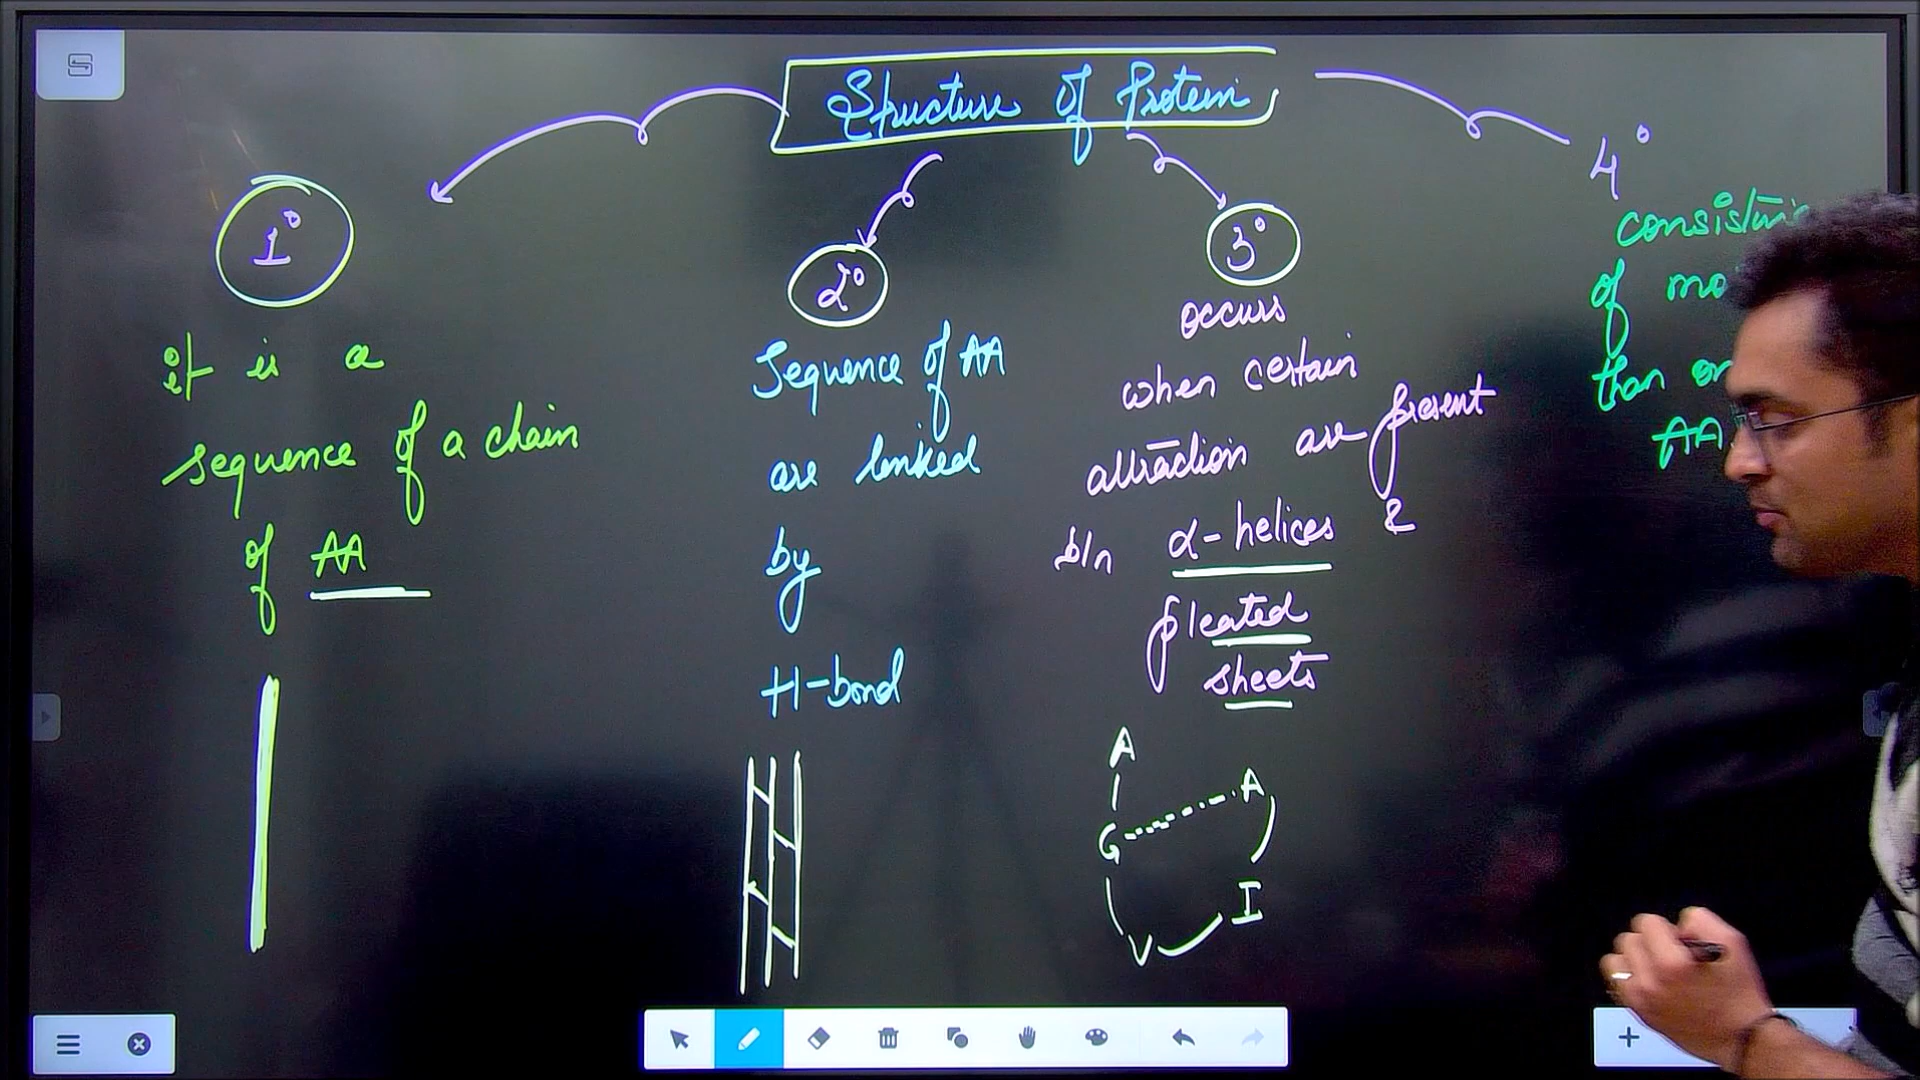 Structure of Protein
1°
it is a
sequence of a chain
of AA
2°
Sequence of AA
are linked
by
H-bond
3°
occurs
when certain
attraction are present
b/n α-helices &
pleated
sheets
A
G A
I
V
4°
consisting
of
than
AA